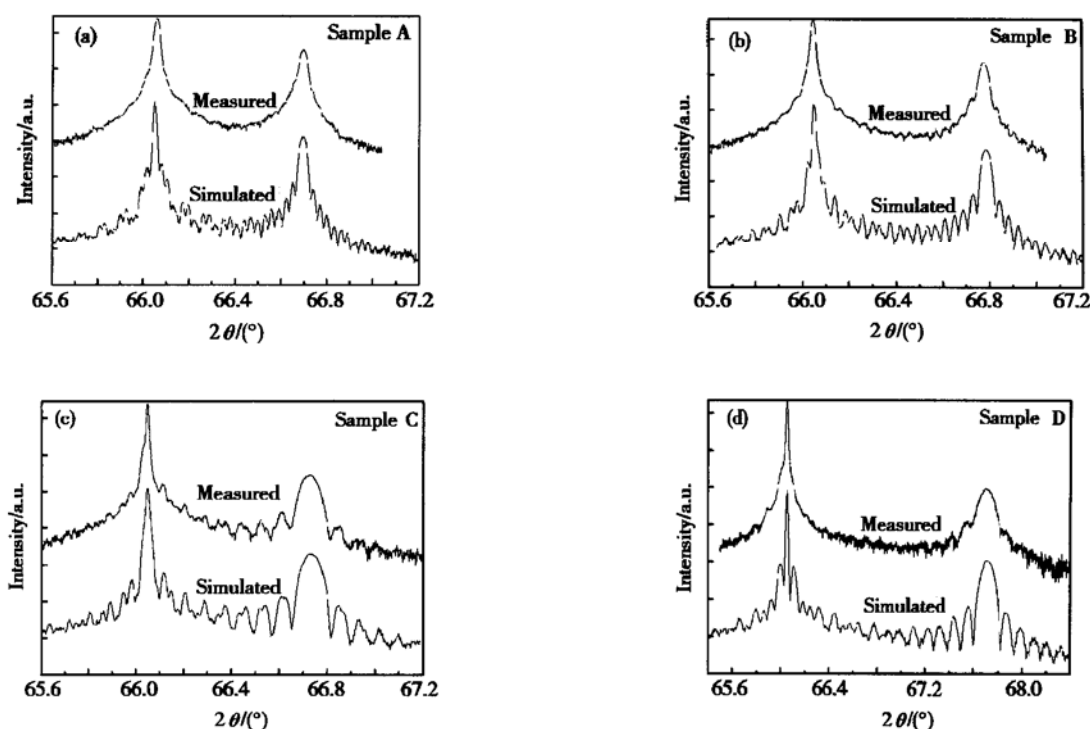 (a)
Sample A
Measured
Simulated
Intensity/a.u.
65.6 66.0 66.4 66.8 67.2
2θ/(°)
(b)
Sample B
Measured
Simulated
Intensity/a.u.
65.6 66.0 66.4 66.8 67.2
2θ/(°)
(c)
Sample C
Measured
Simulated
Intensity/a.u.
65.6 66.0 66.4 66.8 67.2
2θ/(°)
(d)
Sample D
Measured
Simulated
Intensity/a.u.
65.6 66.4 67.2 68.0
2θ/(°)